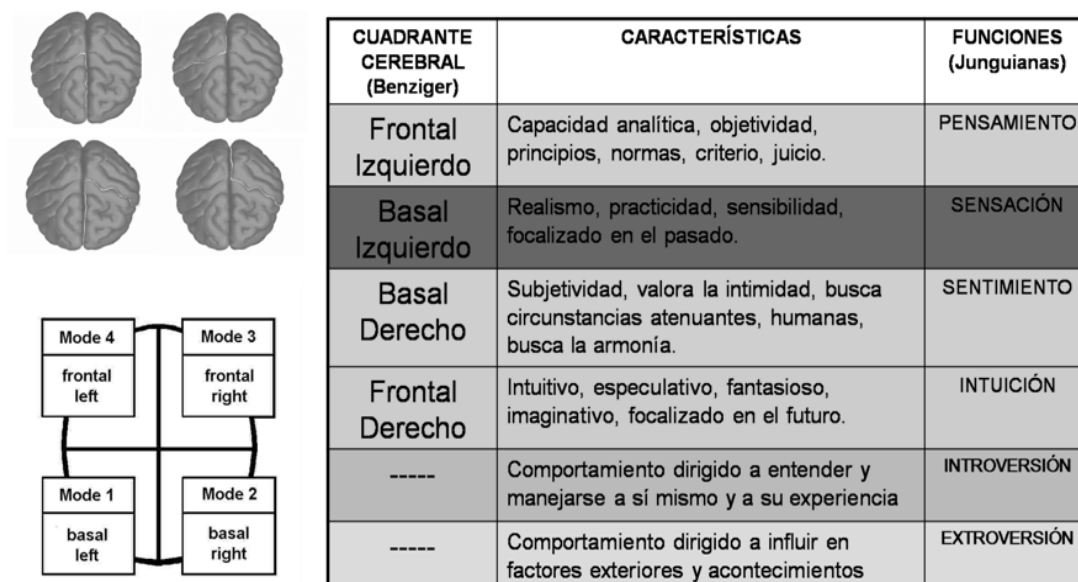 CUADRANTE
CEREBRAL
(Benziger)
CARACTERÍSTICAS
FUNCIONES
(Junguianas)
Frontal
Izquierdo
Capacidad analítica, objetividad,
principios, normas, criterio, juicio.
PENSAMIENTO
Basal
Izquierdo
Realismo, practicidad, sensibilidad,
focalizado en el pasado.
SENSACIÓN
Basal
Derecho
Subjetividad, valora la intimidad, busca
circunstancias atenuantes, humanas,
busca la armonía.
SENTIMIENTO
Frontal
Derecho
Intuitivo, especulativo, fantasioso,
imaginativo, focalizado en el futuro.
INTUICIÓN
-----
Comportamiento dirigido a entender y
manejarse a sí mismo y a su experiencia
INTROVERSIÓN
-----
Comportamiento dirigido a influir en
factores exteriores y acontecimientos
EXTROVERSIÓN
Mode 4
frontal
left
Mode 3
frontal
right
Mode 1
basal
left
Mode 2
basal
right